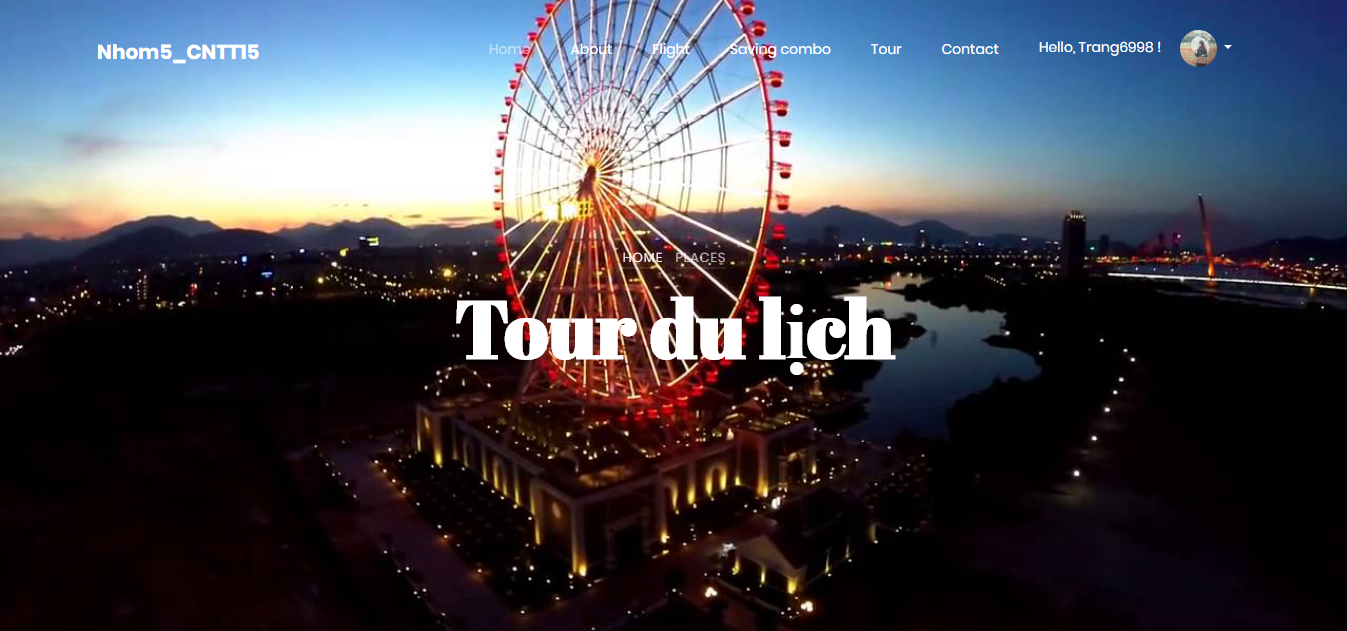 Nhom5_CNTT15 Home About Flight Saving combo Tour Contact Hello, Trang6998 !
HOME PLACES
Tour du lịch